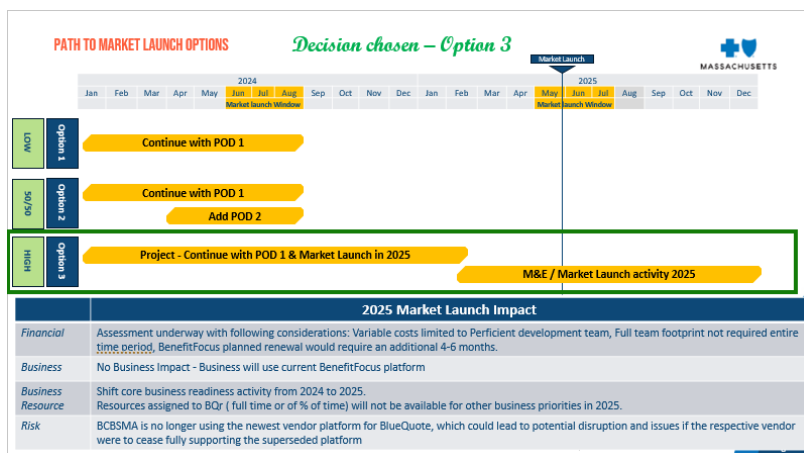 PATH TO MARKET LAUNCH OPTIONS
Decision chosen – Option 3
Market Launch
MASSACHUSETTS
2024
2025
Jan Feb Mar Apr May Jun Jul Aug Sep Oct Nov Dec Jan Feb Mar Apr May Jun Jul Aug Sep Oct Nov Dec
Market launch Window
Market launch Window
LOW
Option 1
Continue with POD 1
50/50
Option 2
Continue with POD 1
Add POD 2
HIGH
Option 3
Project - Continue with POD 1 & Market Launch in 2025
M&E / Market Launch activity 2025
2025 Market Launch Impact
Financial
Assessment underway with following considerations: Variable costs limited to Perficient development team, Full team footprint not required entire
time period, BenefitFocus planned renewal would require an additional 4-6 months.
Business
No Business Impact - Business will use current BenefitFocus platform
Business
Resource
Shift core business readiness activity from 2024 to 2025.
Resources assigned to BQr ( full time or of % of time) will not be available for other business priorities in 2025.
Risk
BCBSMA is no longer using the newest vendor platform for BlueQuote, which could lead to potential disruption and issues if the respective vendor
were to cease fully supporting the superseded platform